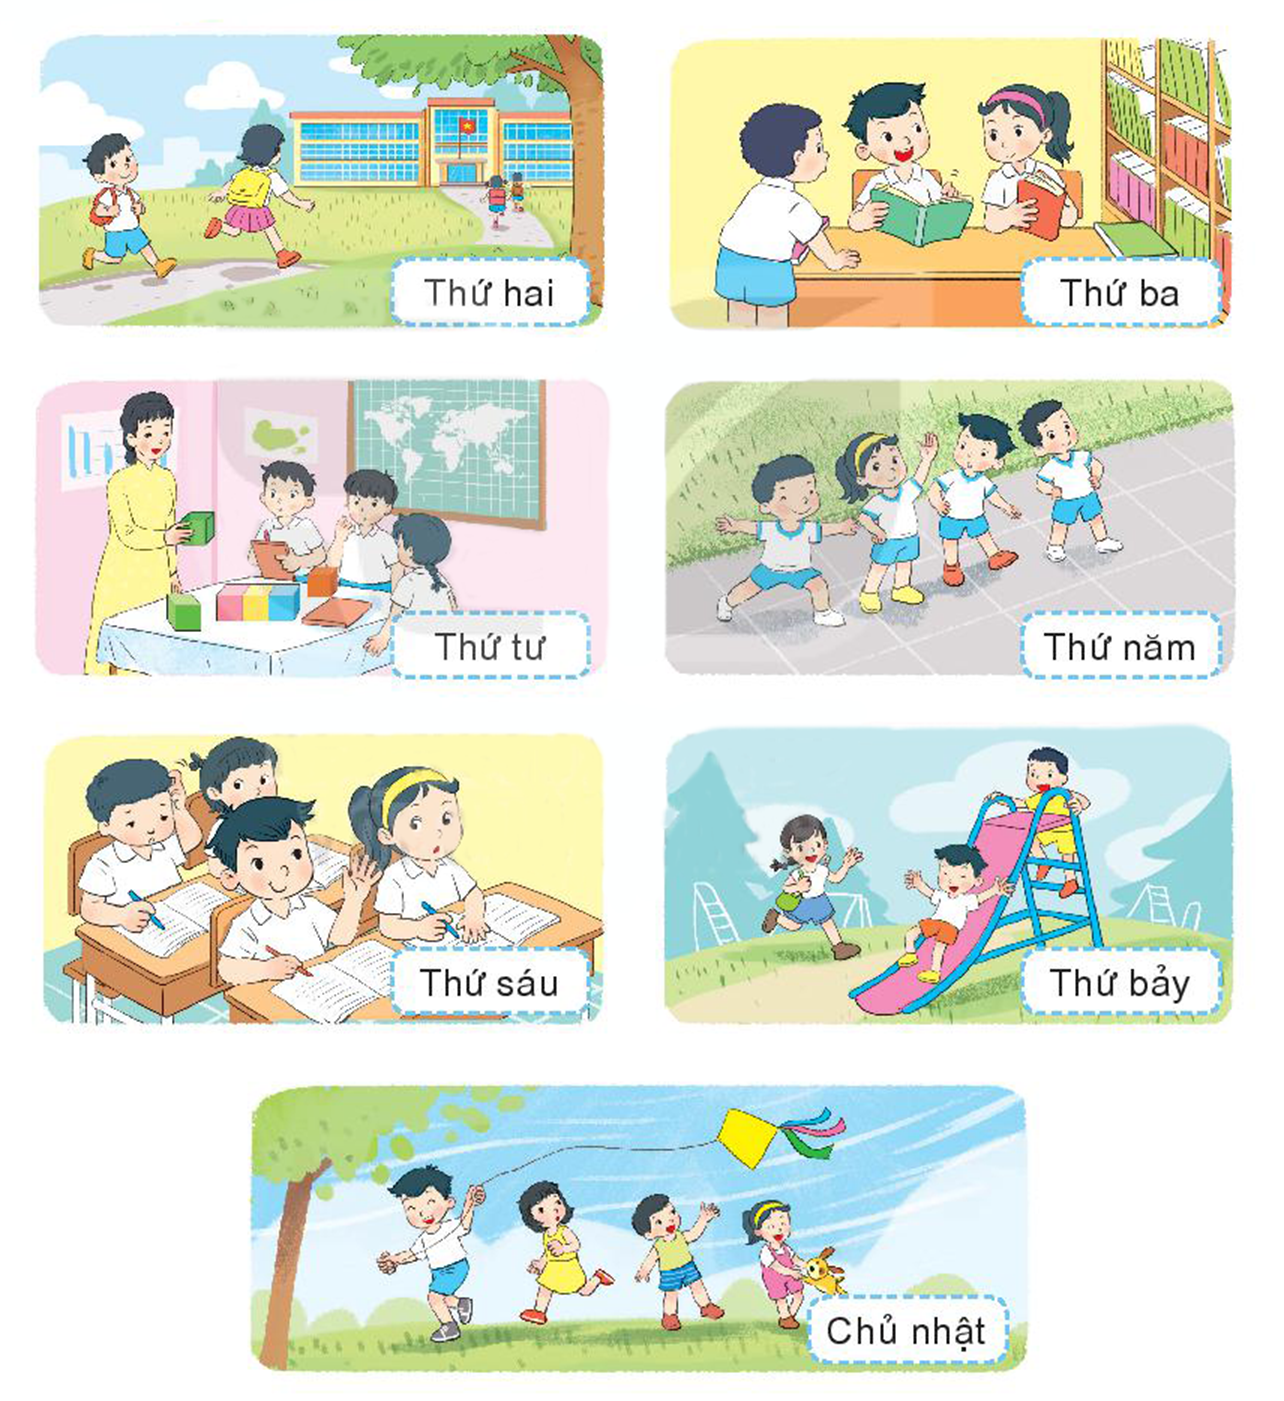 Thứ hai
Thứ ba
Thứ tư
Thứ năm
Thứ sáu
Thứ bảy
Chủ nhật